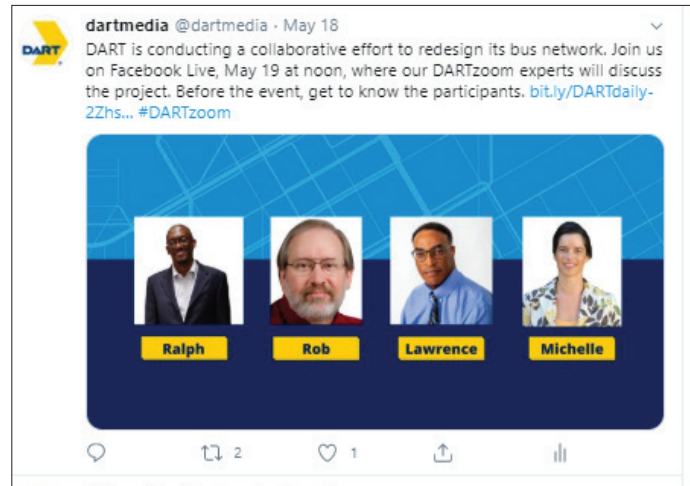 dartmedia @dartmedia · May 18
DART
DART is conducting a collaborative effort to redesign its bus network. Join us
on Facebook Live, May 19 at noon, where our DARTzoom experts will discuss
the project. Before the event, get to know the participants. bit.ly/DARTdaily-
2Zhs... #DARTzoom
Ralph Rob Lawrence Michelle
2 1